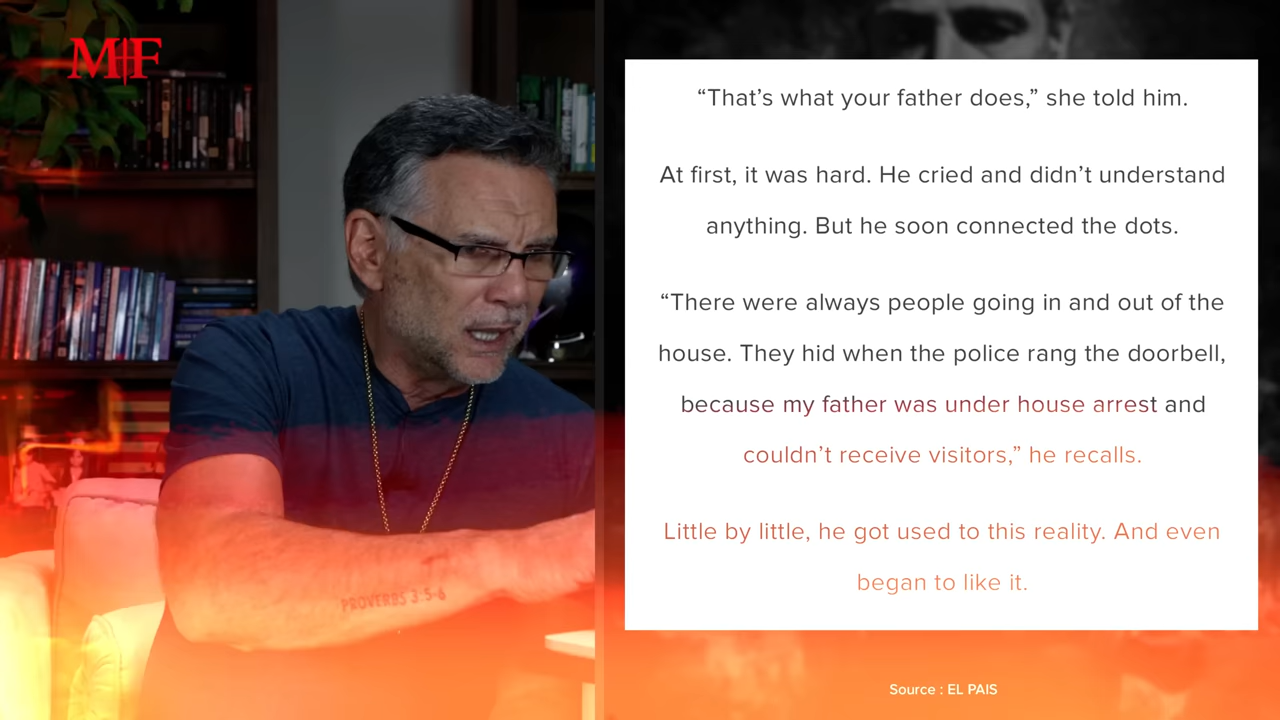 M|F
“That’s what your father does,” she told him.
At first, it was hard. He cried and didn’t understand
anything. But he soon connected the dots.
“There were always people going in and out of the
house. They hid when the police rang the doorbell,
because my father was under house arrest and
couldn’t receive visitors,” he recalls.
Little by little, he got used to this reality. And even
began to like it.
PROVERBS 3:5-6
Source : EL PAIS